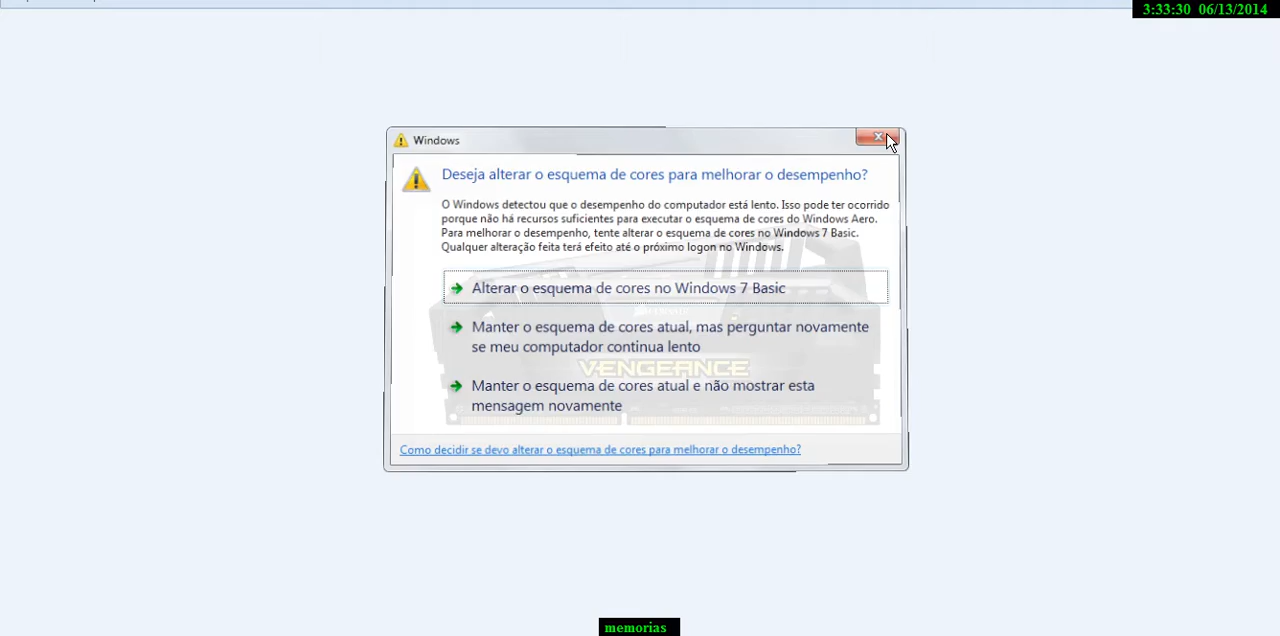 3:33:30 06/13/2014
Windows
Deseja alterar o esquema de cores para melhorar o desempenho?
O Windows detectou que o desempenho do computador está lento. Isso pode ter ocorrido
porque não há recursos suficientes para executar o esquema de cores do Windows Aero.
Para melhorar o desempenho, tente alterar o esquema de cores no Windows 7 Basic.
Qualquer alteração feita terá efeito até o próximo logon no Windows.
Alterar o esquema de cores no Windows 7 Basic
Manter o esquema de cores atual, mas perguntar novamente
se meu computador continua lento
VENGEANCE
Manter o esquema de cores atual e não mostrar esta
mensagem novamente
Como decidir se devo alterar o esquema de cores para melhorar o desempenho?
memorias